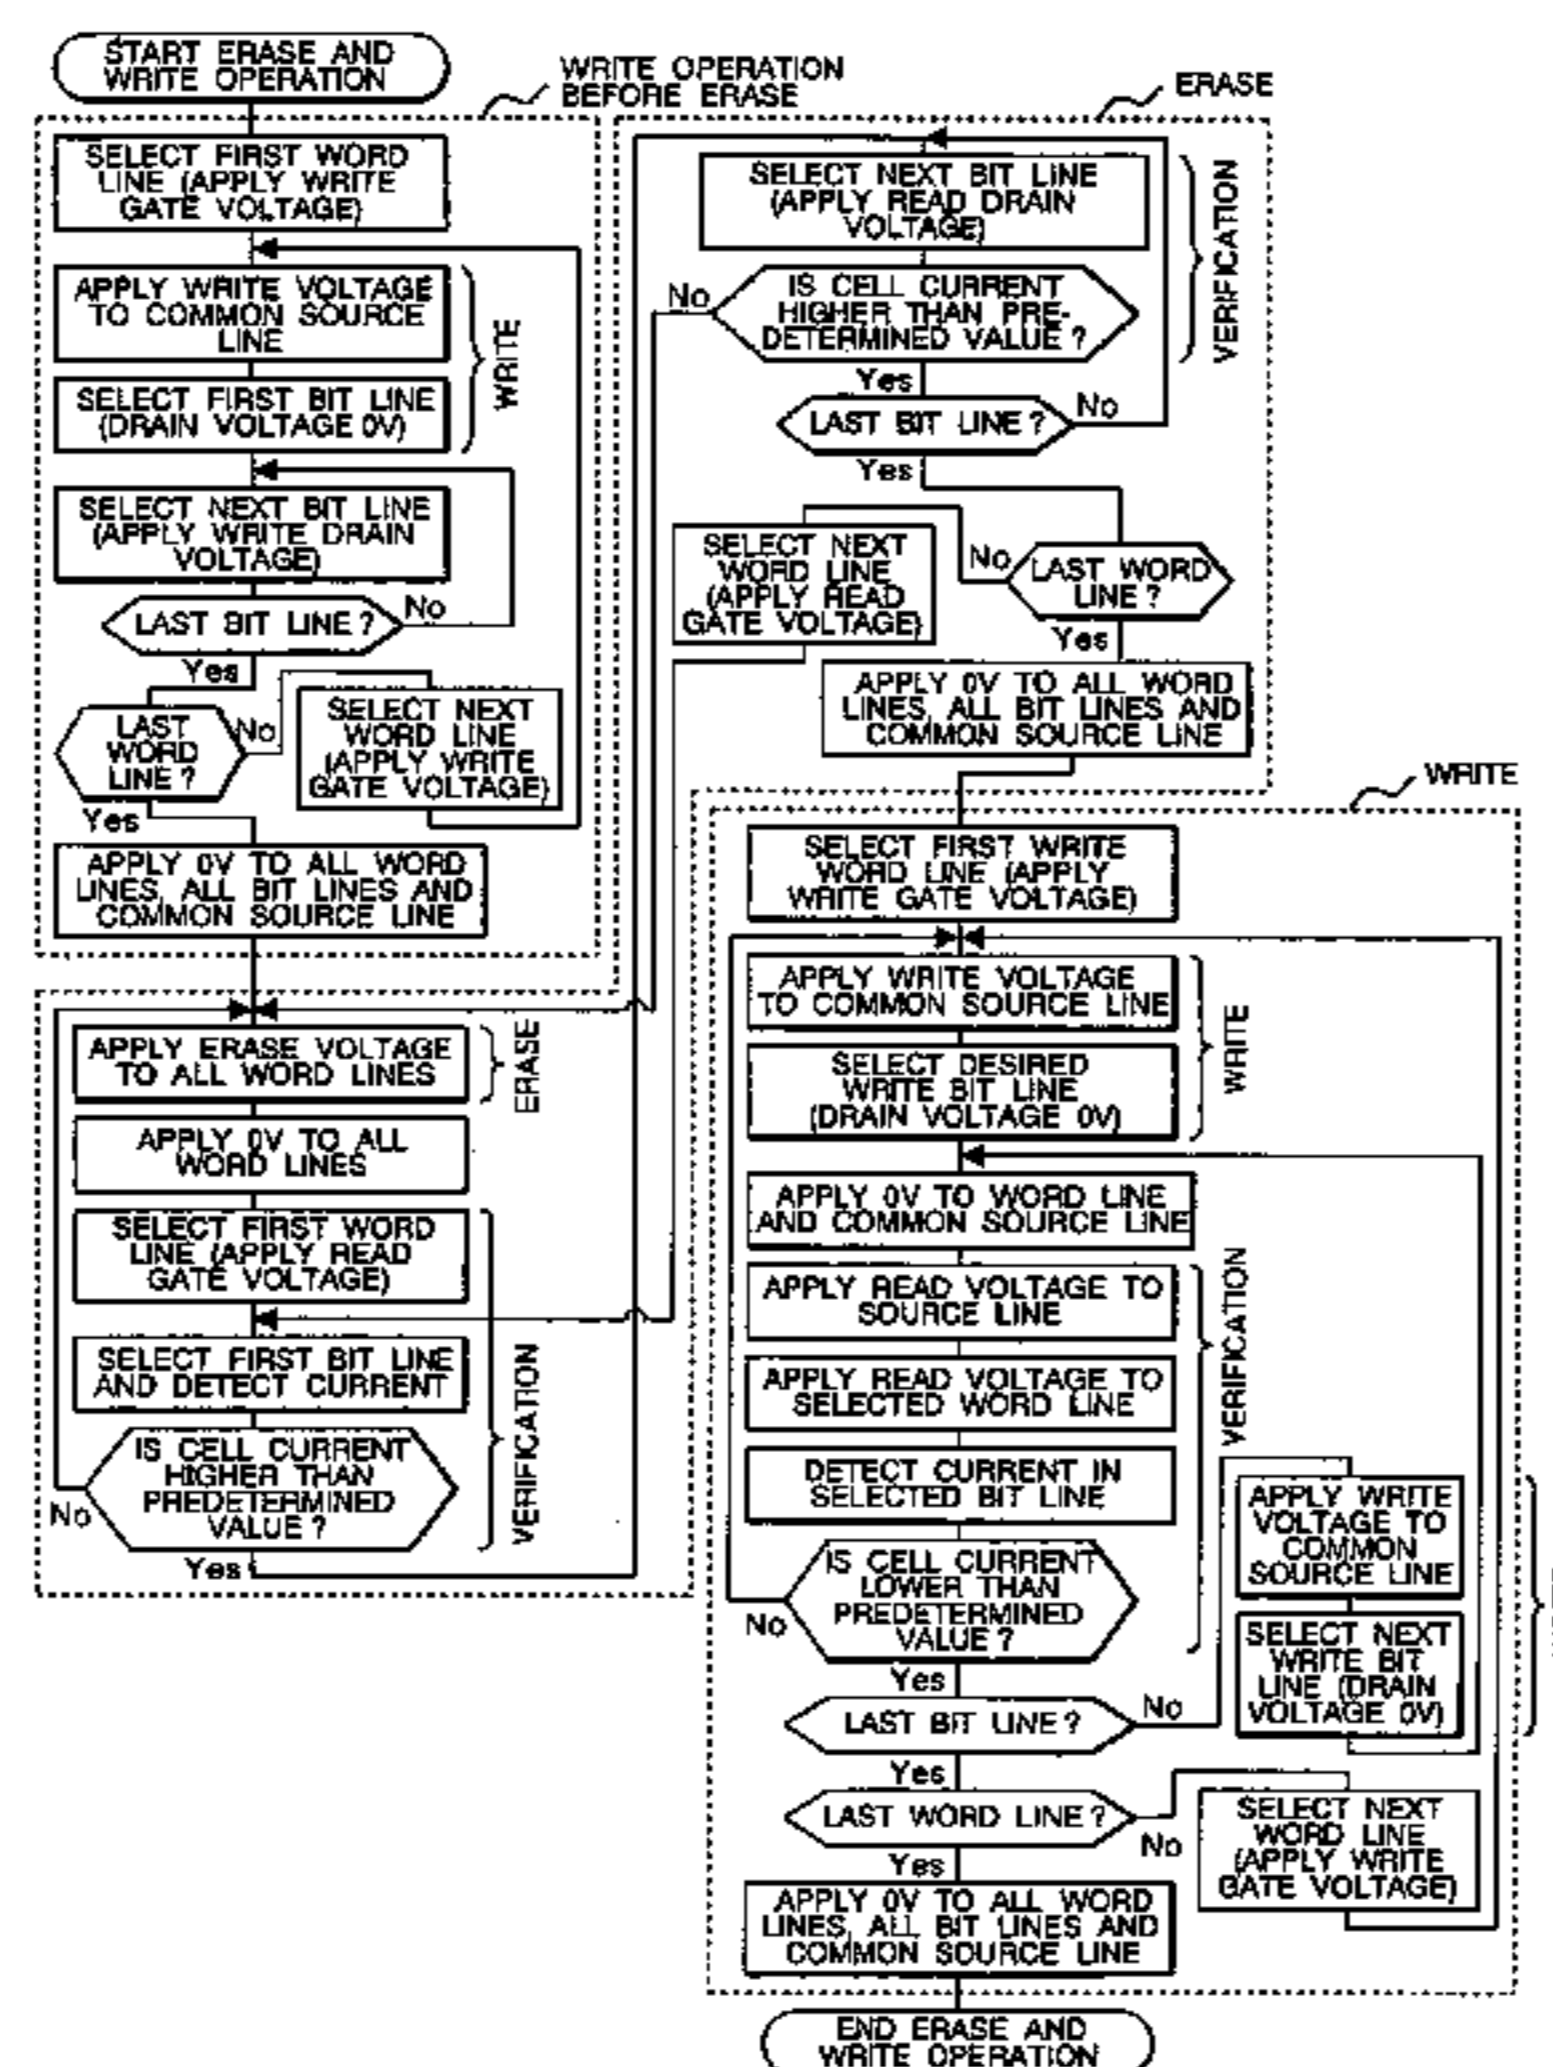 START ERASE AND
WRITE OPERATION
WRITE OPERATION
BEFORE ERASE
SELECT FIRST WORD
LINE (APPLY WRITE
GATE VOLTAGE)
APPLY WRITE VOLTAGE
TO COMMON SOURCE
LINE
SELECT FIRST BIT LINE
(DRAIN VOLTAGE 0V)
WRITE
SELECT NEXT BIT LINE
(APPLY WRITE DRAIN
VOLTAGE)
LAST BIT LINE?
No
Yes
LAST
WORD
LINE?
No
SELECT NEXT
WORD LINE
(APPLY WRITE
GATE VOLTAGE)
Yes
APPLY 0V TO ALL WORD
LINES, ALL BIT LINES AND
COMMON SOURCE LINE
APPLY ERASE VOLTAGE
TO ALL WORD LINES
ERASE
APPLY 0V TO ALL
WORD LINES
SELECT FIRST WORD
LINE (APPLY READ
GATE VOLTAGE)
SELECT FIRST BIT LINE
AND DETECT CURRENT
IS CELL CURRENT
HIGHER THAN
PREDETERMINED
VALUE?
No
Yes
VERIFICATION
ERASE
SELECT NEXT BIT LINE
(APPLY READ DRAIN
VOLTAGE)
No
IS CELL CURRENT
HIGHER THAN PRE-
DETERMINED VALUE?
VERIFICATION
Yes
LAST BIT LINE?
No
Yes
SELECT NEXT
WORD LINE
(APPLY READ
GATE VOLTAGE)
No
LAST WORD
LINE?
Yes
APPLY 0V TO ALL WORD
LINES, ALL BIT LINES AND
COMMON SOURCE LINE
WRITE
SELECT FIRST WRITE
WORD LINE (APPLY
WRITE GATE VOLTAGE)
APPLY WRITE VOLTAGE
TO COMMON SOURCE LINE
SELECT DESIRED
WRITE BIT LINE
(DRAIN VOLTAGE 0V)
WRITE
APPLY 0V TO WORD LINE
AND COMMON SOURCE LINE
APPLY READ VOLTAGE TO
SOURCE LINE
APPLY READ VOLTAGE TO
SELECTED WORD LINE
DETECT CURRENT IN
SELECTED BIT LINE
IS CELL CURRENT
LOWER THAN
PREDETERMINED
VALUE?
VERIFICATION
No
Yes
LAST BIT LINE?
No
APPLY WRITE
VOLTAGE TO
COMMON
SOURCE LINE
SELECT NEXT
WRITE BIT
LINE (DRAIN
VOLTAGE 0V)
Yes
LAST WORD LINE?
No
SELECT NEXT
WORD LINE
(APPLY WRITE
GATE VOLTAGE)
Yes
APPLY 0V TO ALL WORD
LINES, ALL BIT LINES AND
COMMON SOURCE LINE
END ERASE AND
WRITE OPERATION